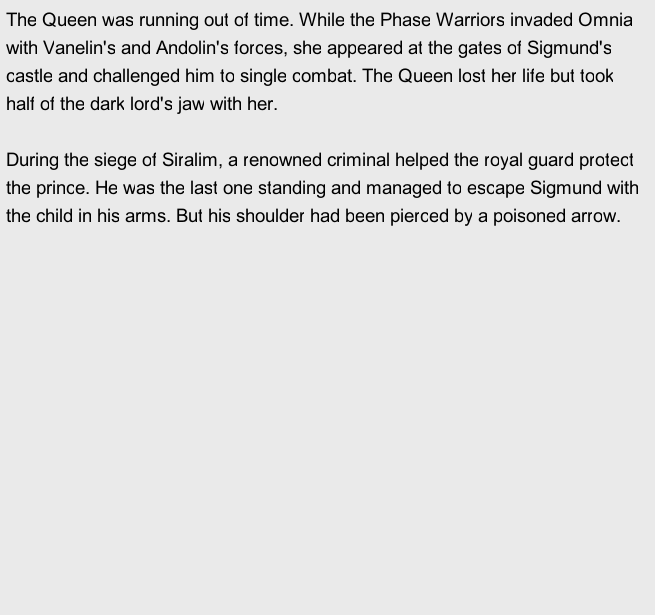 The Queen was running out of time. While the Phase Warriors invaded Omnia
with Vanelin's and Andolin's forces, she appeared at the gates of Sigmund's
castle and challenged him to single combat. The Queen lost her life but took
half of the dark lord's jaw with her.
During the siege of Siralim, a renowned criminal helped the royal guard protect
the prince. He was the last one standing and managed to escape Sigmund with
the child in his arms. But his shoulder had been pierced by a poisoned arrow.